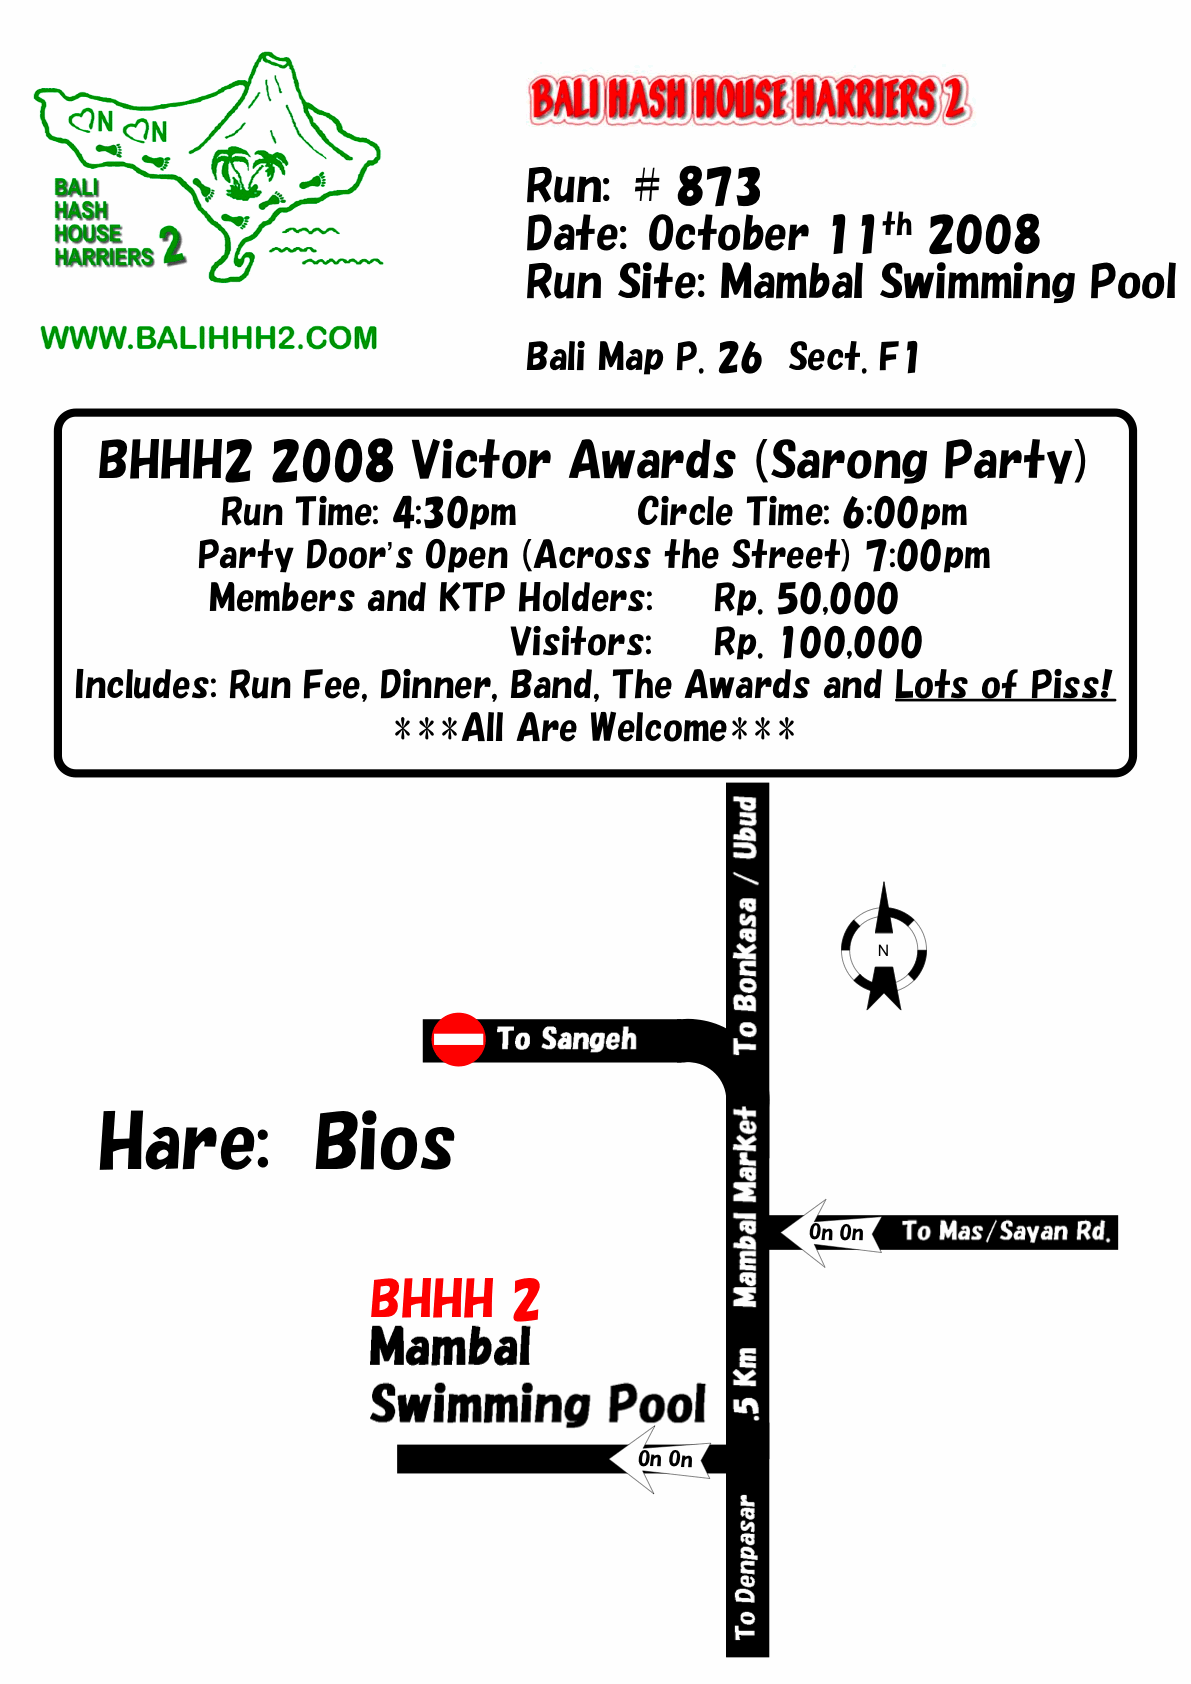 N N
BALI
HASH
HOUSE
HARRIERS 2
WWW.BALIHHH2.COM
BALI HASH HOUSE HARRIERS 2
Run: # 873
Date: October 11th 2008
Run Site: Mambal Swimming Pool
Bali Map P. 26 Sect. F1
BHHH2 2008 Victor Awards (Sarong Party)
Run Time: 4:30pm Circle Time: 6:00pm
Party Door's Open (Across the Street) 7:00pm
Members and KTP Holders: Rp. 50,000
Visitors: Rp. 100,000
Includes: Run Fee, Dinner, Band, The Awards and Lots of Piss!
***All Are Welcome***
To Bonkasa / Ubud
N
To Sangeh
Hare: Bios
Mambal Market
On On
To Mas/Sayan Rd.
BHHH 2
Mambal
Swimming Pool
.5 Km
On On
To Denpasar